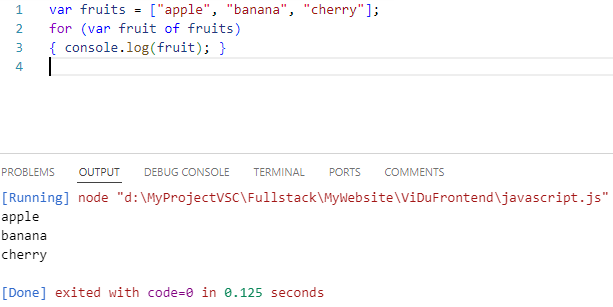 1 var fruits = ["apple", "banana", "cherry"];
2 for (var fruit of fruits)
3 { console.log(fruit); }
4
PROBLEMS OUTPUT DEBUG CONSOLE TERMINAL PORTS COMMENTS
[Running] node "d:\MyProjectVSC\Fullstack\MyWebsite\ViDuFrontend\javascript.js"
apple
banana
cherry
[Done] exited with code=0 in 0.125 seconds